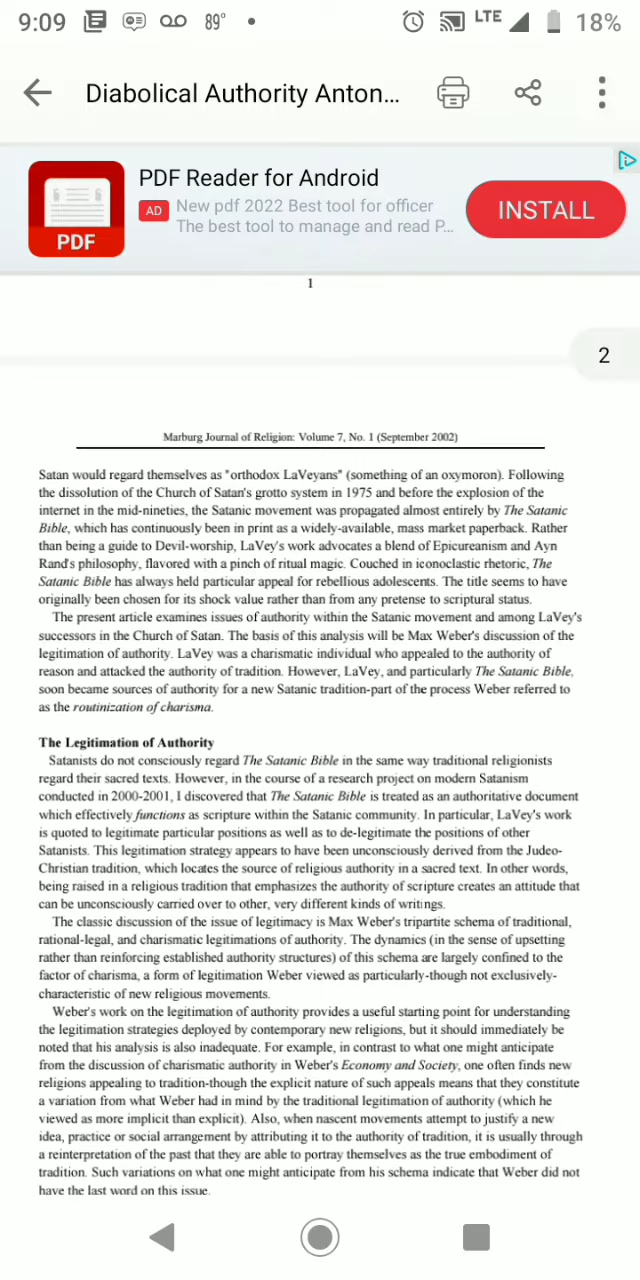 9:09 89° LTE 18%
Diabolical Authority Anton...
PDF Reader for Android
AD New pdf 2022 Best tool for officer
The best tool to manage and read P...
INSTALL
PDF
1
2
Marburg Journal of Religion: Volume 7, No. 1 (September 2002)
Satan would regard themselves as "orthodox LaVeyans" (something of an oxymoron). Following
the dissolution of the Church of Satan's grotto system in 1975 and before the explosion of the
internet in the mid-nineties, the Satanic movement was propagated almost entirely by The Satanic
Bible, which has continuously been in print as a widely-available, mass market paperback. Rather
than being a guide to Devil-worship, LaVey's work advocates a blend of Epicureanism and Ayn
Rand's philosophy, flavored with a pinch of ritual magic. Couched in iconoclastic rhetoric, The
Satanic Bible has always held particular appeal for rebellious adolescents. The title seems to have
originally been chosen for its shock value rather than from any pretense to scriptural status.
The present article examines issues of authority within the Satanic movement and among LaVey's
successors in the Church of Satan. The basis of this analysis will be Max Weber's discussion of the
legitimation of authority. LaVey was a charismatic individual who appealed to the authority of
reason and attacked the authority of tradition. However, LaVey, and particularly The Satanic Bible,
soon became sources of authority for a new Satanic tradition-part of the process Weber referred to
as the routinization of charisma.
The Legitimation of Authority
Satanists do not consciously regard The Satanic Bible in the same way traditional religionists
regard their sacred texts. However, in the course of a research project on modern Satanism
conducted in 2000-2001, I discovered that The Satanic Bible is treated as an authoritative document
which effectively functions as scripture within the Satanic community. In particular, LaVey's work
is quoted to legitimate particular positions as well as to de-legitimate the positions of other
Satanists. This legitimation strategy appears to have been unconsciously derived from the Judeo-
Christian tradition, which locates the source of religious authority in a sacred text. In other words,
being raised in a religious tradition that emphasizes the authority of scripture creates an attitude that
can be unconsciously carried over to other, very different kinds of writings.
The classic discussion of the issue of legitimacy is Max Weber's tripartite schema of traditional,
rational-legal, and charismatic legitimations of authority. The dynamics (in the sense of upsetting
rather than reinforcing established authority structures) of this schema are largely confined to the
factor of charisma, a form of legitimation Weber viewed as particularly-though not exclusively-
characteristic of new religious movements.
Weber's work on the legitimation of authority provides a useful starting point for understanding
the legitimation strategies deployed by contemporary new religions, but it should immediately be
noted that his analysis is also inadequate. For example, in contrast to what one might anticipate
from the discussion of charismatic authority in Weber's Economy and Society, one often finds new
religions appealing to tradition-though the explicit nature of such appeals means that they constitute
a variation from what Weber had in mind by the traditional legitimation of authority (which he
viewed as more implicit than explicit). Also, when nascent movements attempt to justify a new
idea, practice or social arrangement by attributing it to the authority of tradition, it is usually through
a reinterpretation of the past that they are able to portray themselves as the true embodiment of
tradition. Such variations on what one might anticipate from his schema indicate that Weber did not
have the last word on this issue.